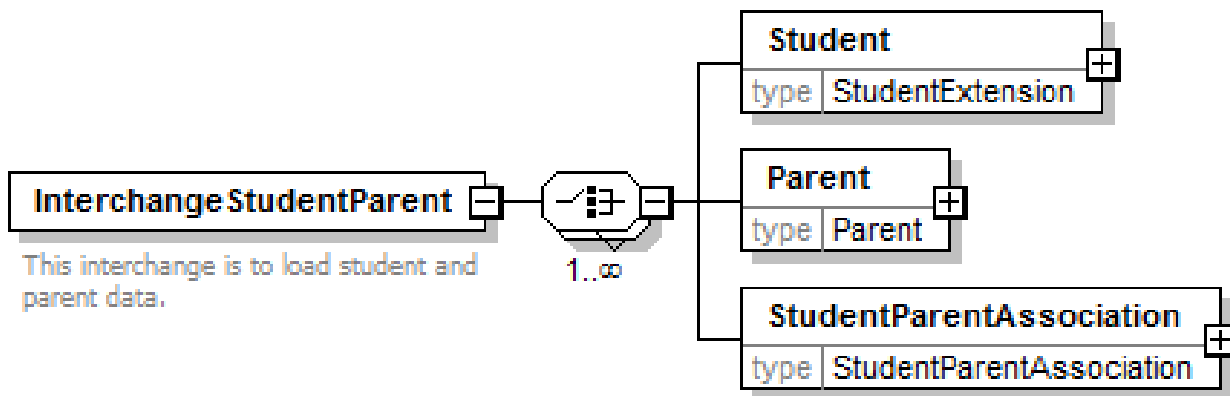 Student
type StudentExtension
Parent
type Parent
InterchangeStudentParent
This interchange is to load student and
parent data.
1..∞
StudentParentAssociation
type StudentParentAssociation